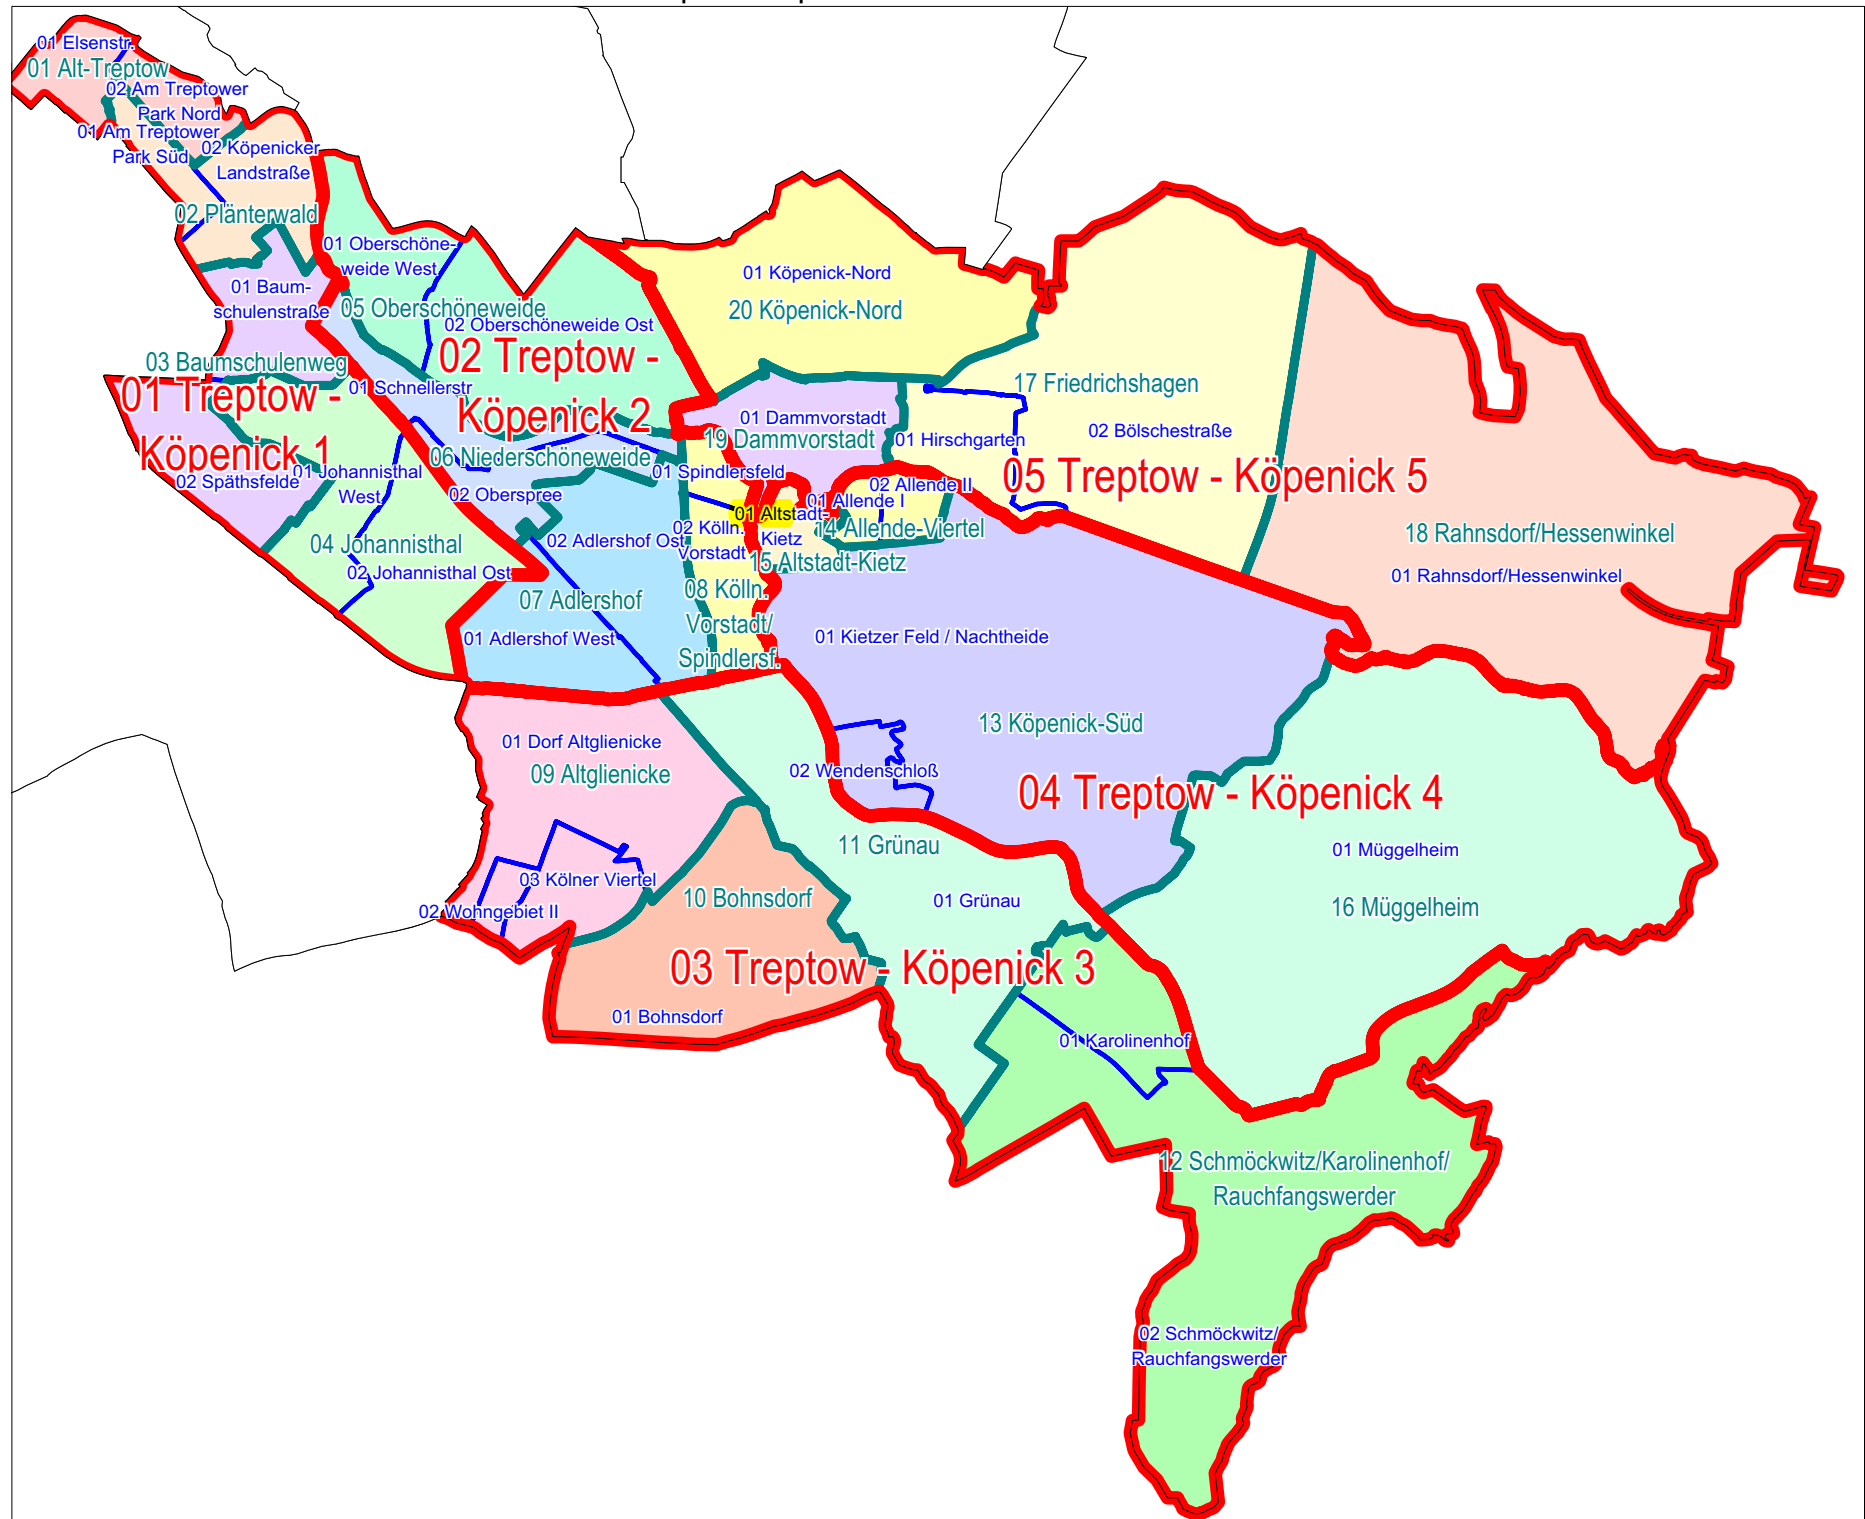 01 Elsenstr.
01 Alt-Treptow
02 Am Treptower
Park Nord
01 Am Treptower
Park Süd
02 Köpenicker
Landstraße
02 Plänterwald
01 Baum-
schulenstraße
03 Baumschulenweg
01 Treptow -
Köpenick 1
02 Späthsfelde
01 Johannisthal
West
04 Johannisthal
02 Johannisthal Ost
01 Oberschöne-
weide West
05 Oberschöneweide
02 Oberschöneweide Ost
02 Treptow -
Köpenick 2
01 Schnellerstr
06 Niederschöneweide
02 Oberspree
02 Adlershof Ost
07 Adlershof
01 Adlershof West
01 Spindlersfeld
02 Kölln.
Vorstadt
08 Kölln.
Vorstadt/
Spindlersf.
01 Köpenick-Nord
20 Köpenick-Nord
01 Dammvorstadt
19 Dammvorstadt
01 Hirschgarten
17 Friedrichshagen
02 Bölschestraße
05 Treptow - Köpenick 5
02 Allende II
01 Allende I
14 Allende-Viertel
01 Altstadt-
Kietz
15 Altstadt-Kietz
18 Rahnsdorf/Hessenwinkel
01 Rahnsdorf/Hessenwinkel
01 Kietzer Feld / Nachtheide
13 Köpenick-Süd
02 Wendenschloß
04 Treptow - Köpenick 4
01 Müggelheim
16 Müggelheim
01 Dorf Altglienicke
09 Altglienicke
03 Kölner Viertel
02 Wohngebiet II
10 Bohnsdorf
01 Bohnsdorf
11 Grünau
01 Grünau
03 Treptow - Köpenick 3
01 Karolinenhof
12 Schmöckwitz/Karolinenhof/
Rauchfangswerder
02 Schmöckwitz/
Rauchfangswerder